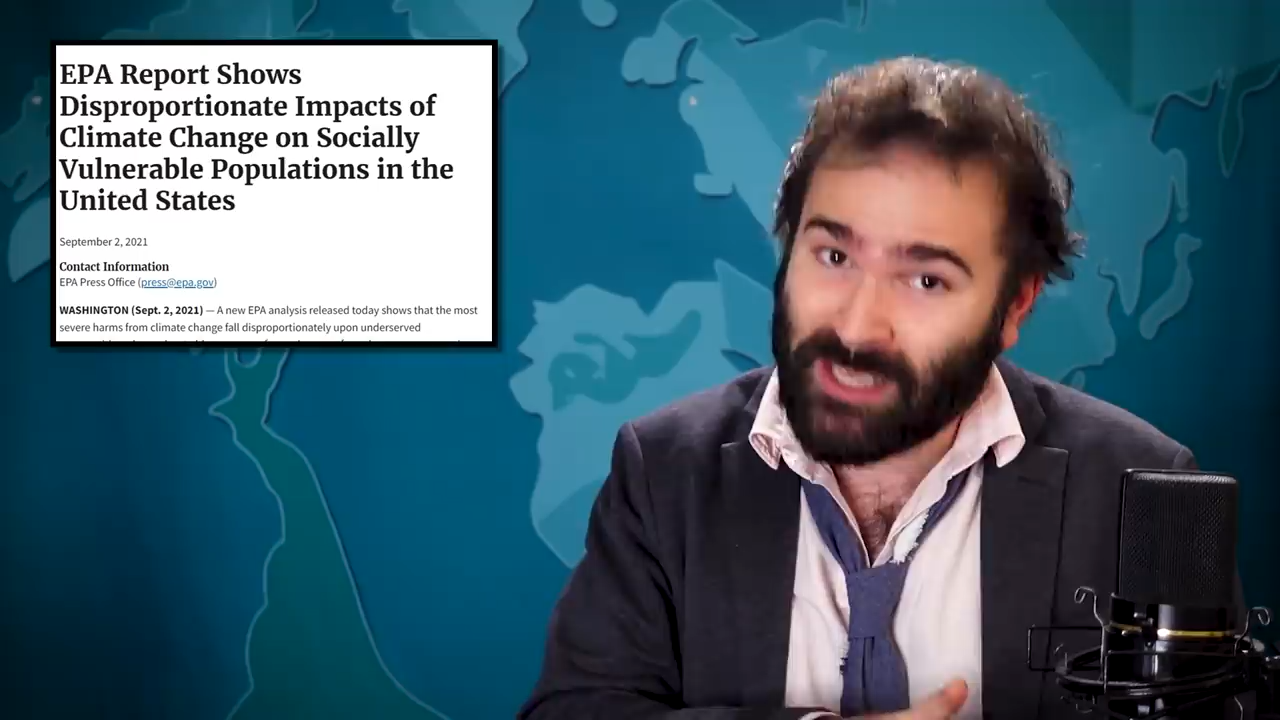 EPA Report Shows
Disproportionate Impacts of
Climate Change on Socially
Vulnerable Populations in the
United States
September 2, 2021
Contact Information
EPA Press Office (press@epa.gov)
WASHINGTON (Sept. 2, 2021) — A new EPA analysis released today shows that the most
severe harms from climate change fall disproportionately upon underserved